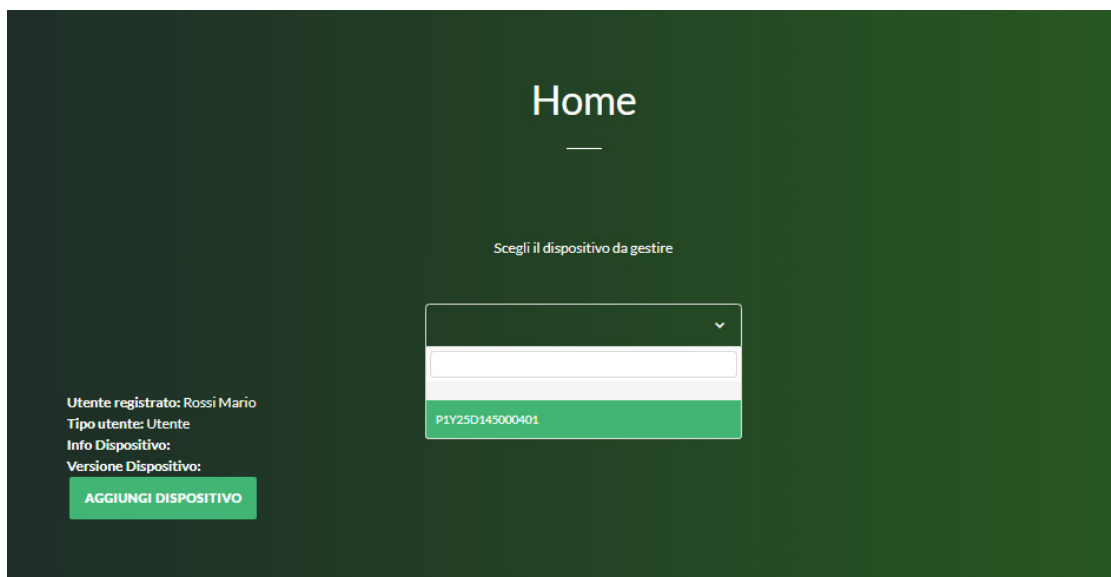 Home
Scegli il dispositivo da gestire
P1Y25D145000401
Utente registrato: Rossi Mario
Tipo utente: Utente
Info Dispositivo:
Versione Dispositivo:
AGGIUNGI DISPOSITIVO